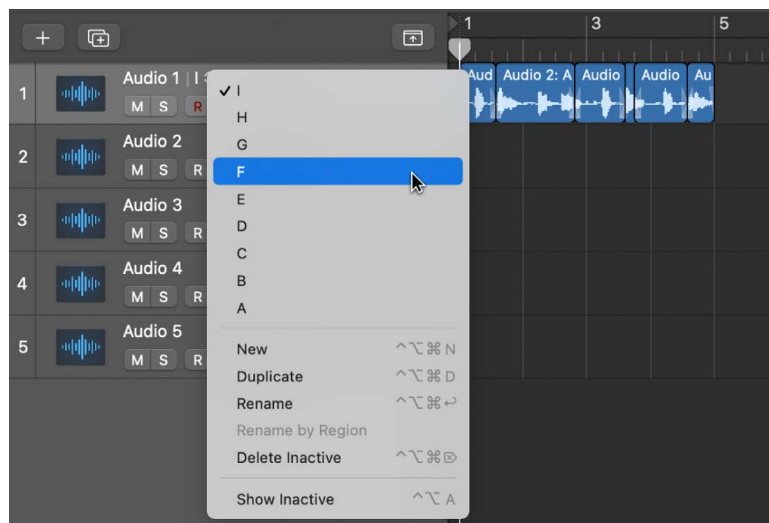 + 1 3 5
1 Audio 1 | I
M S R
✓ I
Aud Audio 2: A Audio Audio Au
H
2 Audio 2
G
M S R
F
3 Audio 3
E
M S R
D
C
4 Audio 4
B
M S R
A
5 Audio 5
New ^⌥⌘N
M S R
Duplicate ^⌥⌘D
Rename ^⌥⌘↩
Rename by Region
Delete Inactive ^⌥⌘⌦
Show Inactive ^⌥A